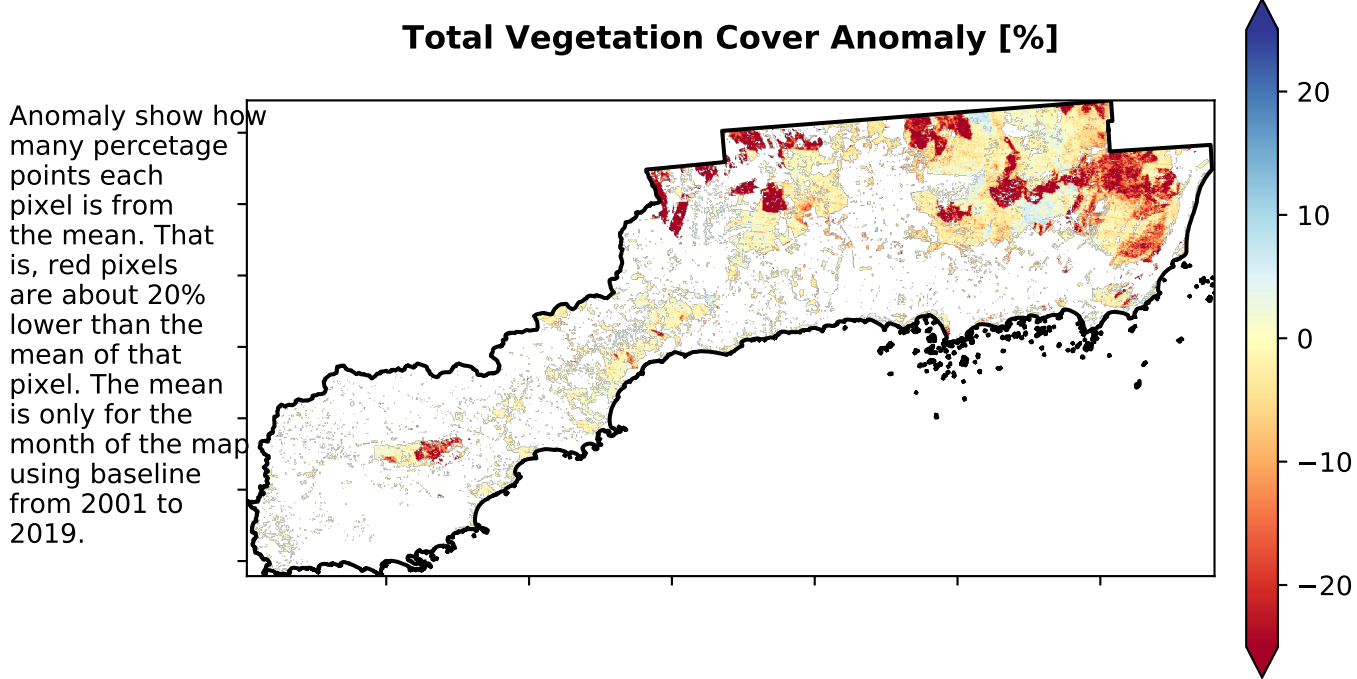 Total Vegetation Cover Anomaly [%]
Anomaly show how
many percetage
points each
pixel is from
the mean. That
is, red pixels
are about 20%
lower than the
mean of that
pixel. The mean
is only for the
month of the map
using baseline
from 2001 to
2019.
20
10
0
−10
−20